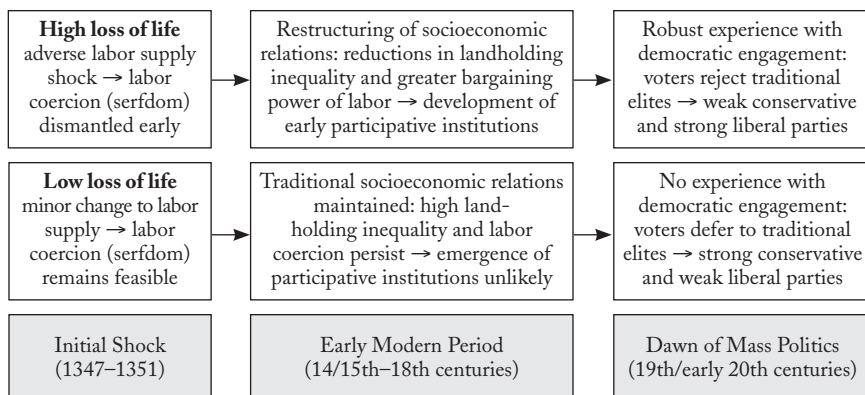 High loss of life
adverse labor supply
shock → labor
coercion (serfdom)
dismantled early
Restructuring of socioeconomic
relations: reductions in landholding
inequality and greater bargaining
power of labor → development of
early participative institutions
Robust experience with
democratic engagement:
voters reject traditional
elites → weak conservative
and strong liberal parties
Low loss of life
minor change to labor
supply → labor
coercion (serfdom)
remains feasible
Traditional socioeconomic relations
maintained: high land-
holding inequality and labor
coercion persist → emergence of
participative institutions unlikely
No experience with
democratic engagement:
voters defer to traditional
elites → strong conservative
and weak liberal parties
Initial Shock
(1347–1351)
Early Modern Period
(14/15th–18th centuries)
Dawn of Mass Politics
(19th/early 20th centuries)